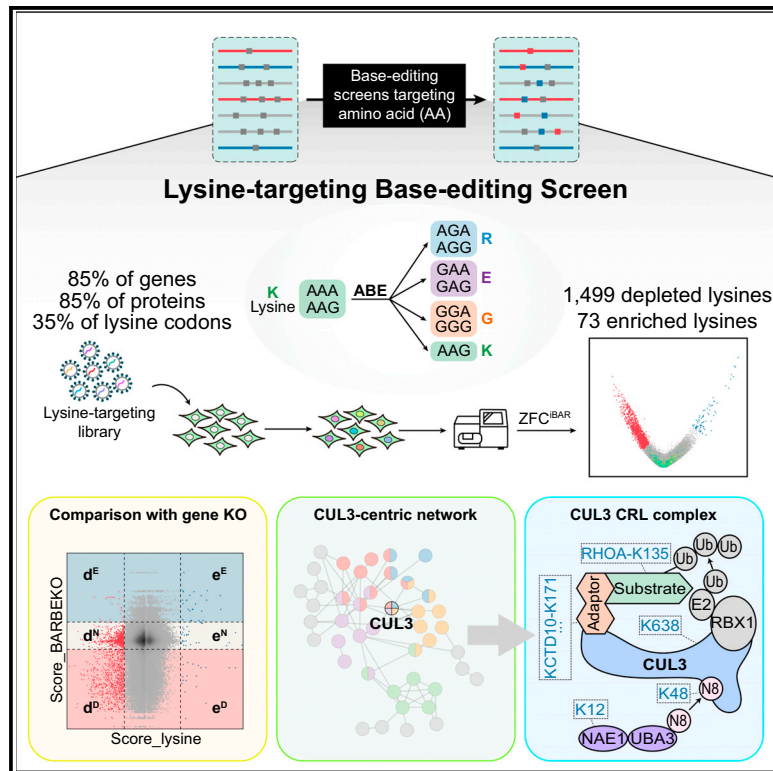 Base-editing
screens targeting
amino acid (AA)
Lysine-targeting Base-editing Screen
85% of genes
85% of proteins
35% of lysine codons
K
Lysine
AAA
AAG
ABE
AGA
AGG
R
GAA
GAG
E
GGA
GGG
G
AAG
K
1,499 depleted lysines
73 enriched lysines
Lysine-targeting
library
ZFCiBAR
Comparison with gene KO
Score_BARBEKO
dE
eE
dN
eN
dD
eD
Score_lysine
CUL3-centric network
CUL3
CUL3 CRL complex
RHOA-K135
Ub
Ub
Ub
Ub
KCTD10-K171
...
Adaptor
Substrate
E2
RBX1
K638
CUL3
K48
N8
K12
N8
NAE1
UBA3